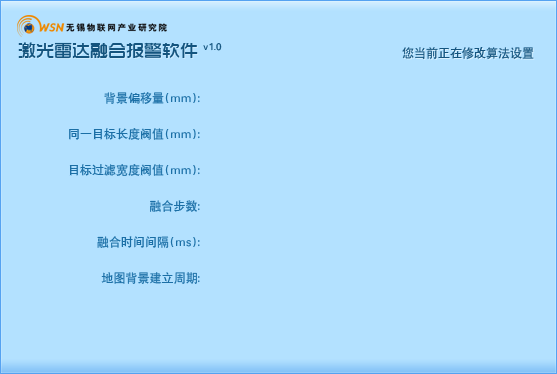 WSN 无锡物联网产业研究院
激光雷达融合报警软件 v1.0
您当前正在修改算法设置
背景偏移量(mm):
同一目标长度阀值(mm):
目标过滤宽度阀值(mm):
融合步数:
融合时间间隔(ms):
地图背景建立周期: